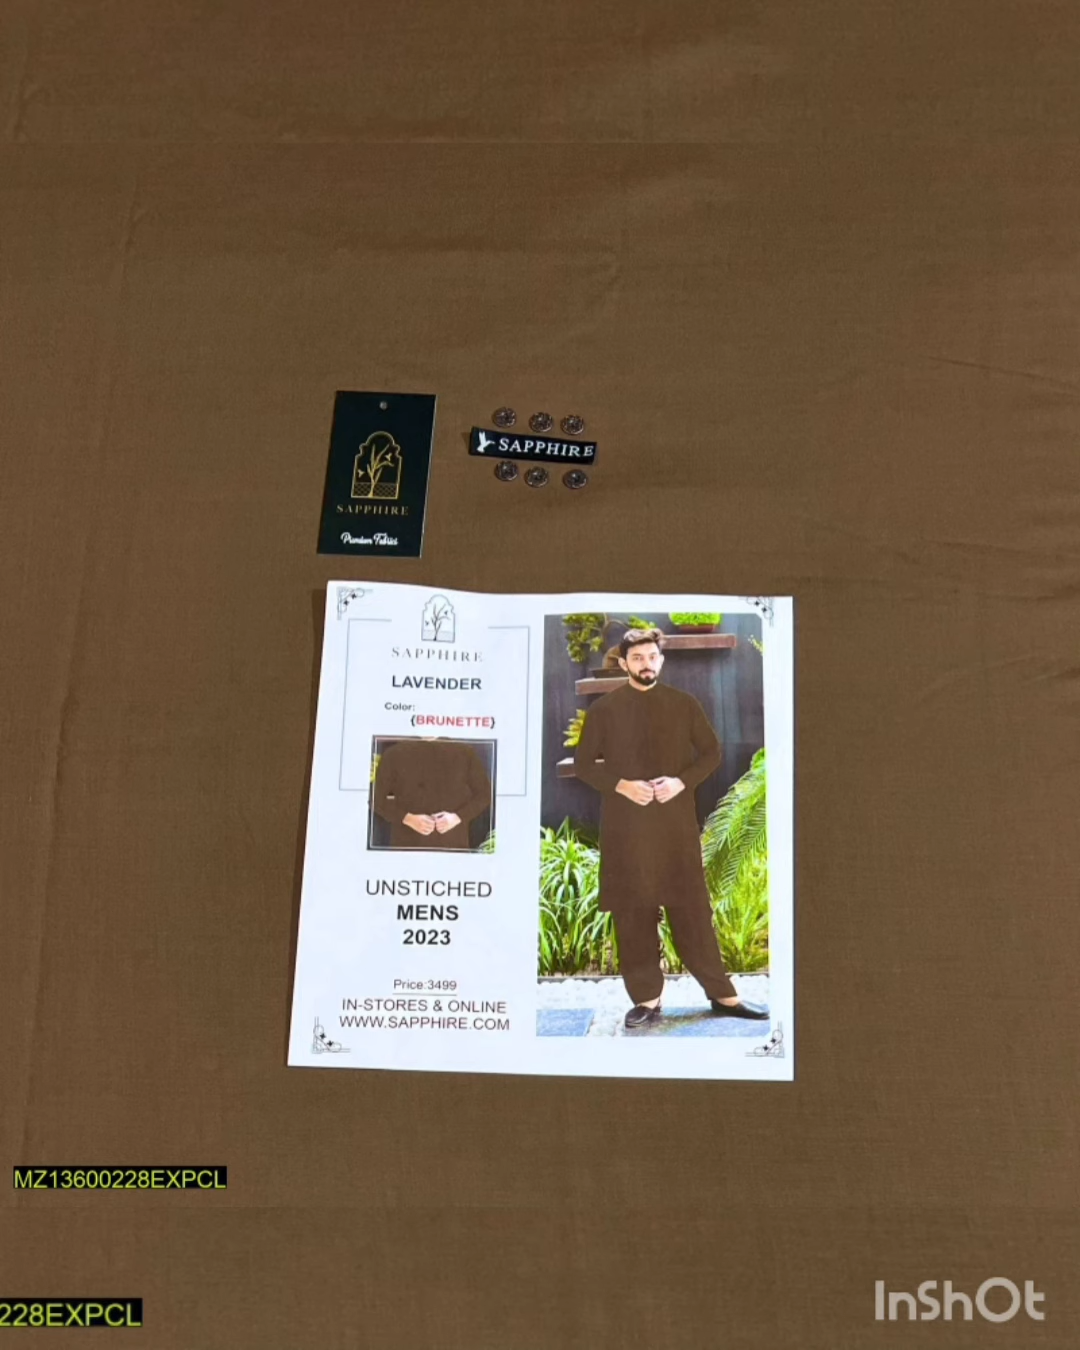 SAPPHIRE
Premium Fabrics
SAPPHIRE
SAPPHIRE
LAVENDER
Color:
{BRUNETTE}
UNSTICHED
MENS
2023
Price:3499
IN-STORES & ONLINE
WWW.SAPPHIRE.COM
MZ13600228EXPCL
228EXPCL
InShOt